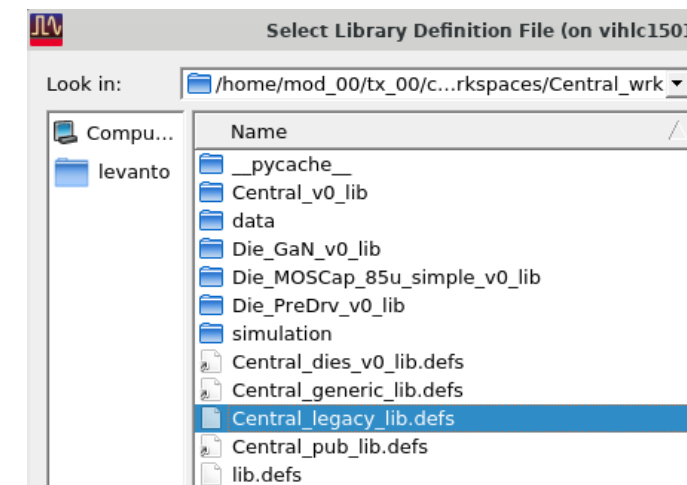 Select Library Definition File (on vihlc1501
Look in: /home/mod_00/tx_00/c...rkspaces/Central_wrk
Compu...
levanto
Name
__pycache__
Central_v0_lib
data
Die_GaN_v0_lib
Die_MOSCap_85u_simple_v0_lib
Die_PreDrv_v0_lib
simulation
Central_dies_v0_lib.defs
Central_generic_lib.defs
Central_legacy_lib.defs
Central_pub_lib.defs
lib.defs